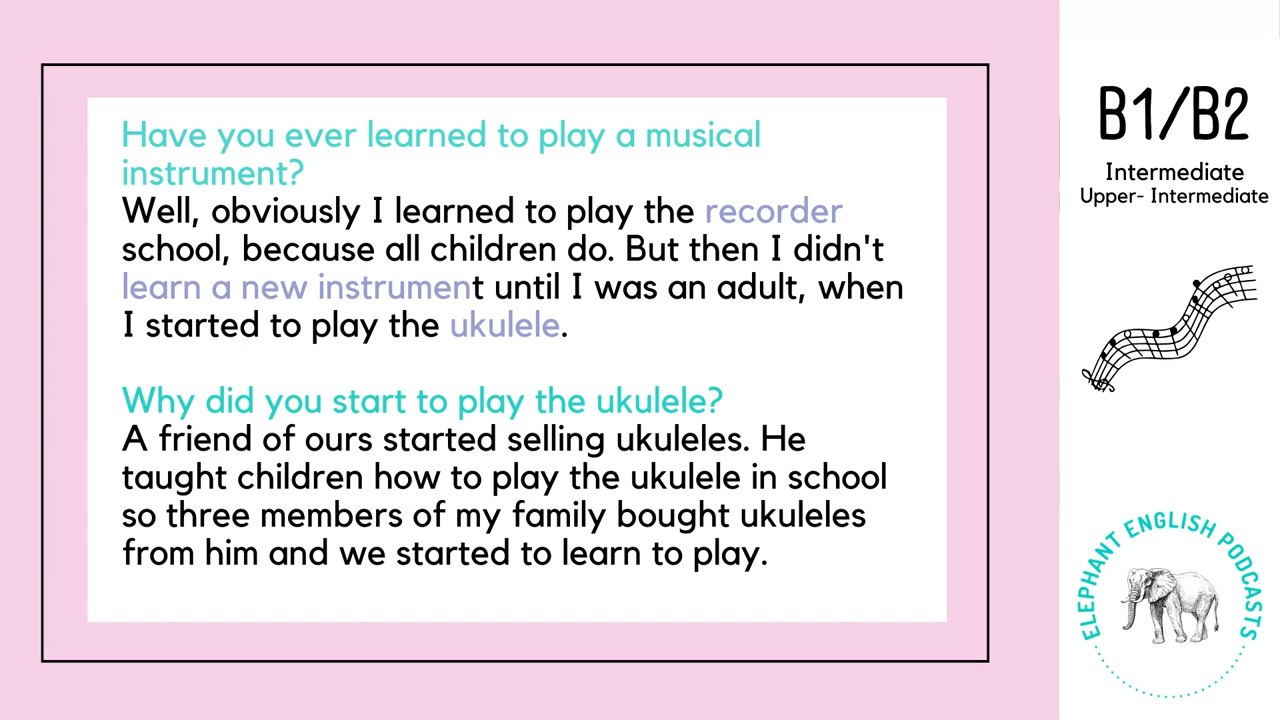 Have you ever learned to play a musical
instrument?
Well, obviously I learned to play the recorder
school, because all children do. But then I didn't
learn a new instrument until I was an adult, when
I started to play the ukulele.
Why did you start to play the ukulele?
A friend of ours started selling ukuleles. He
taught children how to play the ukulele in school
so three members of my family bought ukuleles
from him and we started to learn to play.
B1/B2
Intermediate
Upper- Intermediate
ELEPHANT ENGLISH PODCASTS